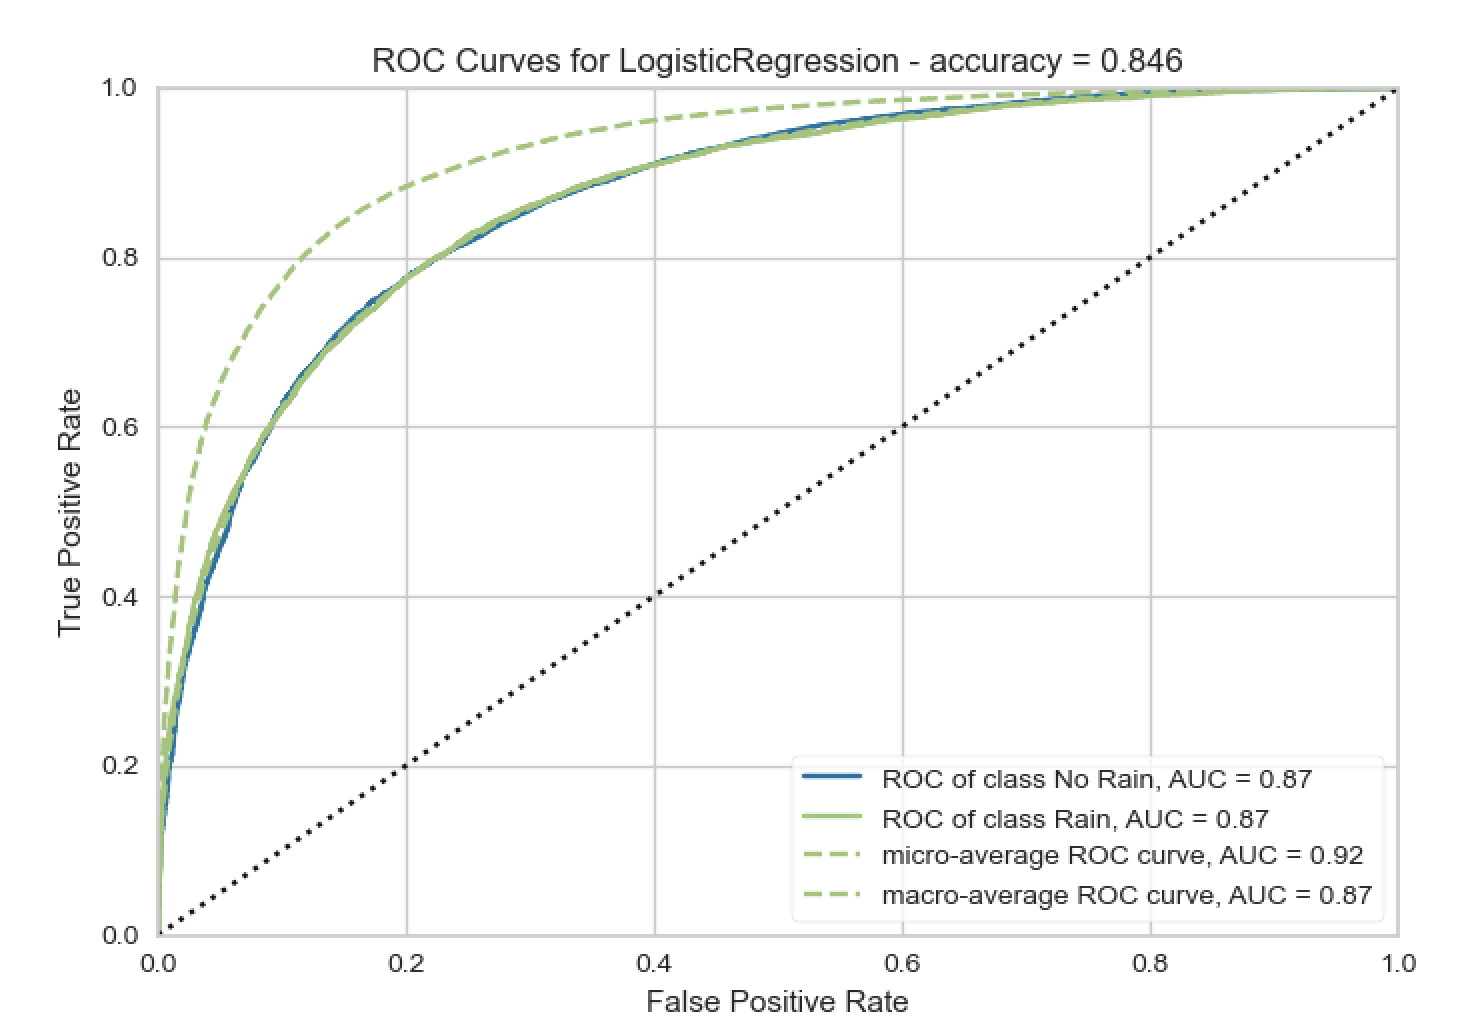 ROC Curves for LogisticRegression - accuracy = 0.846
1.0
0.8
0.6
0.4
0.2
0.0
True Positive Rate
ROC of class No Rain, AUC = 0.87
ROC of class Rain, AUC = 0.87
micro-average ROC curve, AUC = 0.92
macro-average ROC curve, AUC = 0.87
0.0 0.2 0.4 0.6 0.8 1.0
False Positive Rate